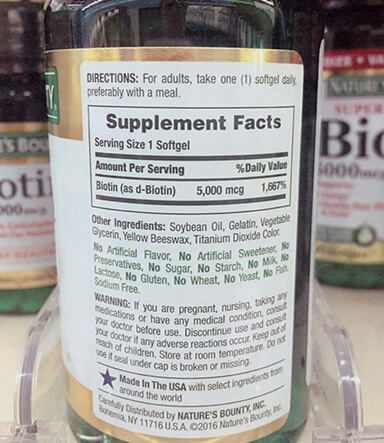 TY
DIRECTIONS: For adults, take one (1) softgel daily,
preferably with a meal.
Supplement Facts
Serving Size 1 Softgel
Amount Per Serving %Daily Value
Biotin (as d-Biotin) 5,000 mcg 1,667%
Other Ingredients: Soybean Oil, Gelatin, Vegetable
Glycerin, Yellow Beeswax, Titanium Dioxide Color.
No Artificial Flavor, No Artificial Sweetener, No
Preservatives, No Sugar, No Starch, No Milk, No
Lactose, No Gluten, No Wheat, No Yeast, No Fish.
Sodium Free.
WARNING: If you are pregnant, nursing, taking any
medications or have any medical condition, consult
your doctor before use. Discontinue use and consult
your doctor if any adverse reactions occur. Keep out of
reach of children. Store at room temperature. Do not
use if seal under cap is broken or missing.
Made In The USA with select ingredients from
around the world
Carefully Distributed by NATURE'S BOUNTY, INC.
Bohemia, NY 11716 U.S.A. ©2016 Nature's Bounty, Inc.
E'S BOUN
oti
000mcg
NATURE'
SUPER
Bio
5000mcg